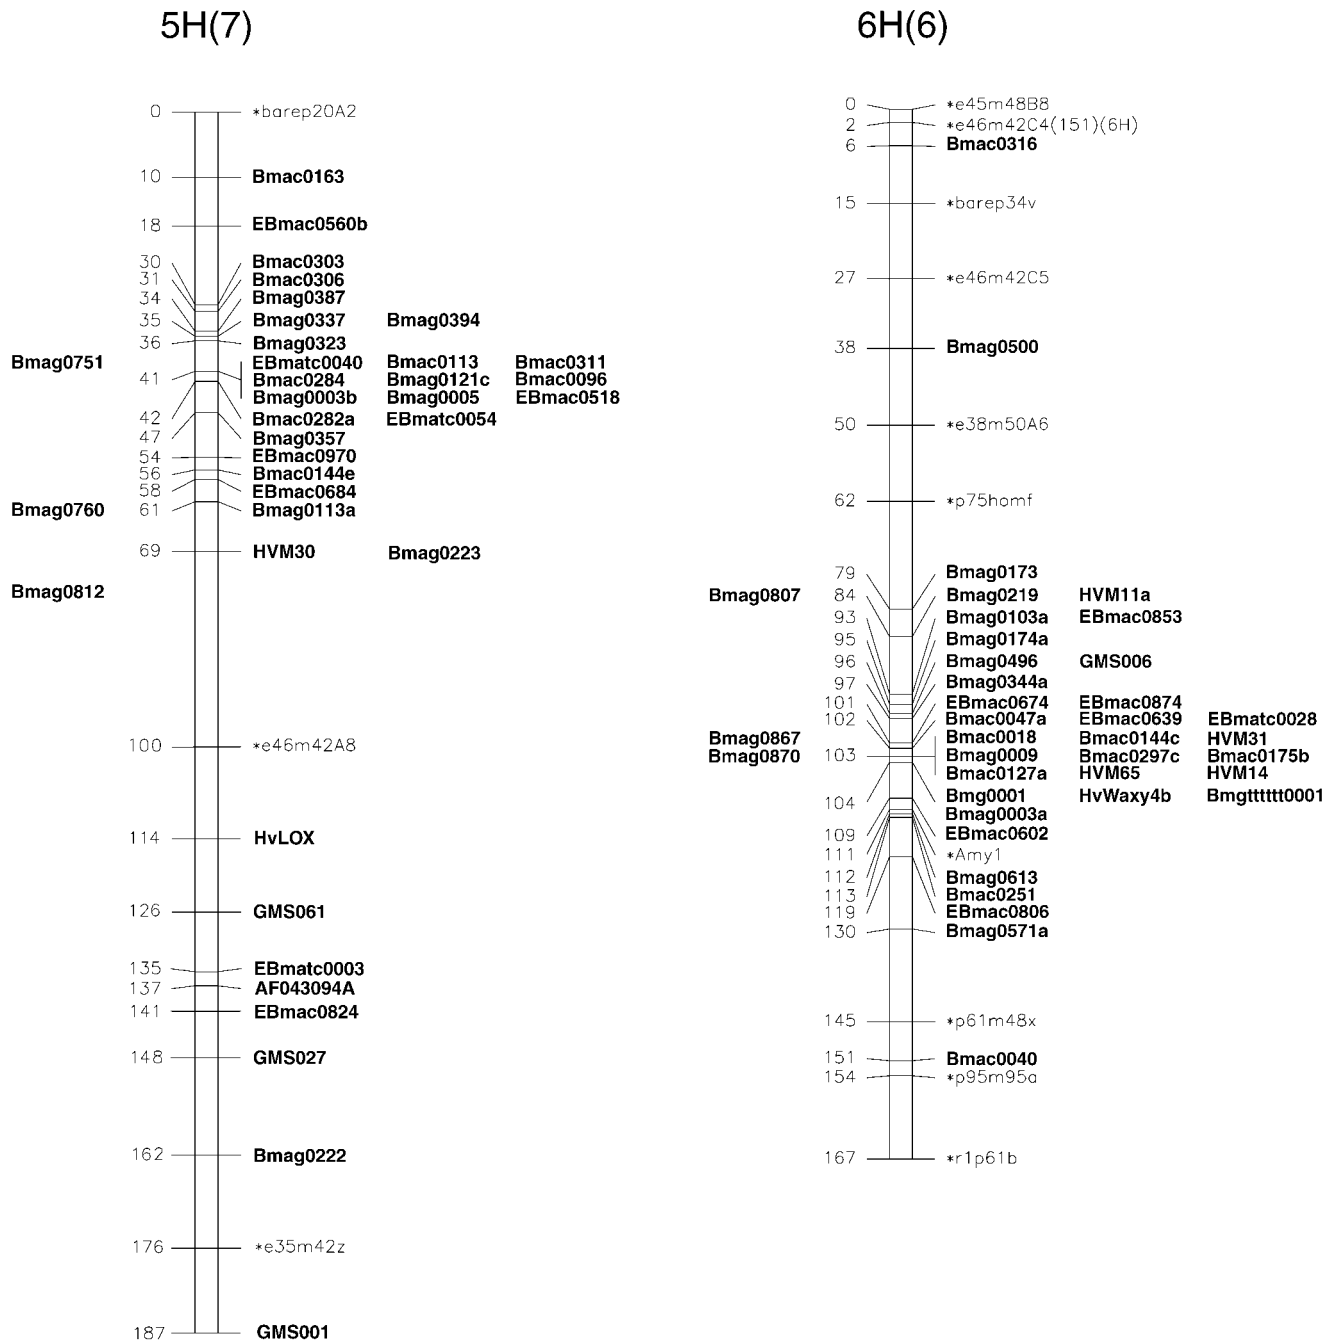 5H(7)
0 *barep20A2
10 Bmac0163
18 EBmac0560b
30 Bmac0303
31 Bmac0306
34 Bmag0387
35 Bmag0337 Bmag0394
36 Bmag0323
Bmag0751 EBmatc0040 Bmac0113 Bmac0311
41 Bmac0284 Bmag0121c Bmac0096
Bmag0003b Bmag0005 EBmac0518
42 Bmac0282a EBmatc0054
47 Bmag0357
54 EBmac0970
56 Bmac0144e
58 EBmac0684
Bmag0760 61 Bmag0113a
69 HVM30 Bmag0223
Bmag0812
100 *e46m42A8
114 HvLOX
126 GMS061
135 EBmatc0003
137 AF043094A
141 EBmac0824
148 GMS027
162 Bmag0222
176 *e35m42z
187 GMS001
6H(6)
0 *e45m48B8
2 *e46m42C4(151)(6H)
6 Bmac0316
15 *barep34v
27 *e46m42C5
38 Bmag0500
50 *e38m50A6
62 *p75homf
79 Bmag0173
Bmag0807 84 Bmag0219 HVM11a
93 Bmag0103a EBmac0853
95 Bmag0174a
96 Bmag0496 GMS006
97 Bmag0344a
101 EBmac0674 EBmac0874
102 Bmac0047a EBmac0639 EBmatc0028
Bmag0867 Bmac0018 Bmac0144c HVM31
Bmag0870 103 Bmag0009 Bmac0297c Bmac0175b
Bmac0127a HVM65 HVM14
104 Bmg0001 HvWaxy4b Bmgttttt0001
Bmag0003a
109 EBmac0602
111 *Amy1
112 Bmag0613
113 Bmac0251
119 EBmac0806
130 Bmag0571a
145 *p61m48x
151 Bmac0040
154 *p95m95a
167 *r1p61b